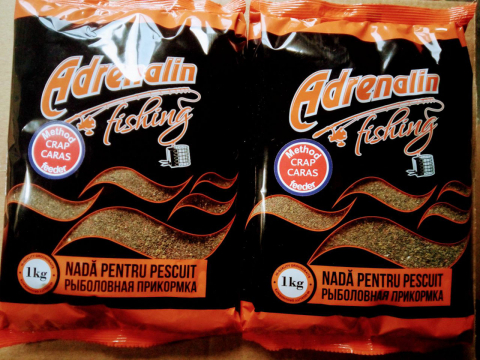 Adrenalin
fishing
Method
CRAP
CARAS
feeder
1kg
NADĂ PENTRU PESCUIT
РЫБОЛОВНАЯ ПРИКОРМКА
Adrenalin
fishing
Method
CRAP
CARAS
feeder
1kg
NADĂ PENTRU PESCUIT
РЫБОЛОВНАЯ ПРИКОРМКА